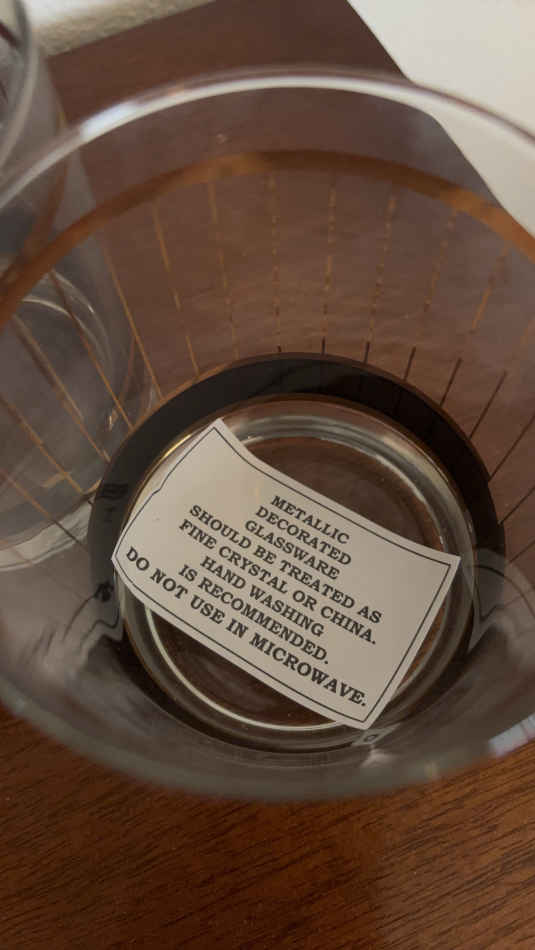 METALLIC
DECORATED
GLASSWARE
SHOULD BE TREATED AS
FINE CRYSTAL OR CHINA.
HAND WASHING
IS RECOMMENDED.
DO NOT USE IN MICROWAVE.